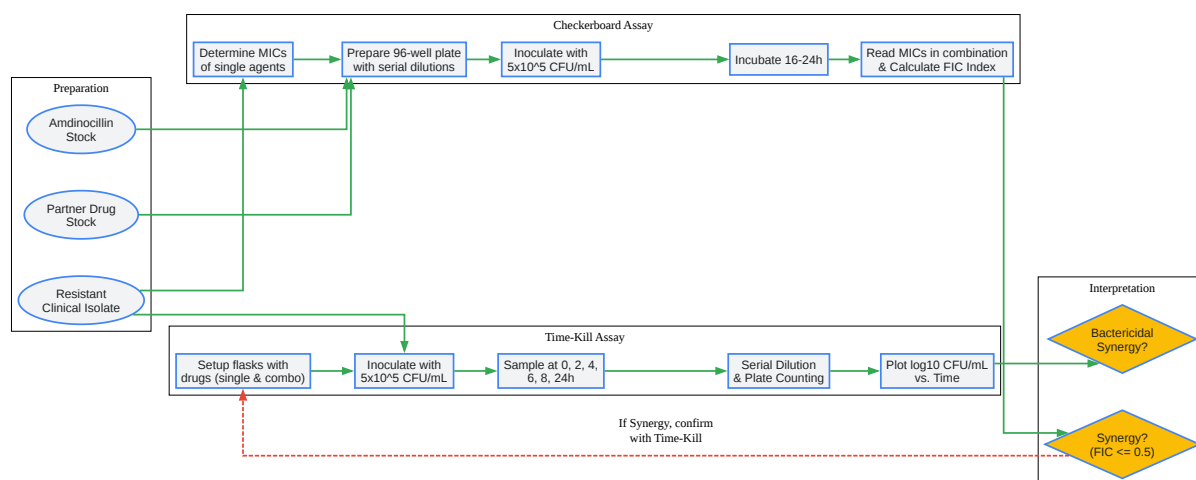 Checkerboard Assay
Determine MICs
of single agents
Prepare 96-well plate
with serial dilutions
Inoculate with
5x10^5 CFU/mL
Incubate 16-24h
Read MICs in combination
& Calculate FIC Index
Preparation
Amdinocillin
Stock
Partner Drug
Stock
Resistant
Clinical Isolate
Time-Kill Assay
Setup flasks with
drugs (single & combo)
Inoculate with
5x10^5 CFU/mL
Sample at 0, 2, 4,
6, 8, 24h
Serial Dilution
& Plate Counting
Plot log10 CFU/mL
vs. Time
Interpretation
Bactericidal
Synergy?
Synergy?
(FIC <= 0.5)
If Synergy, confirm
with Time-Kill